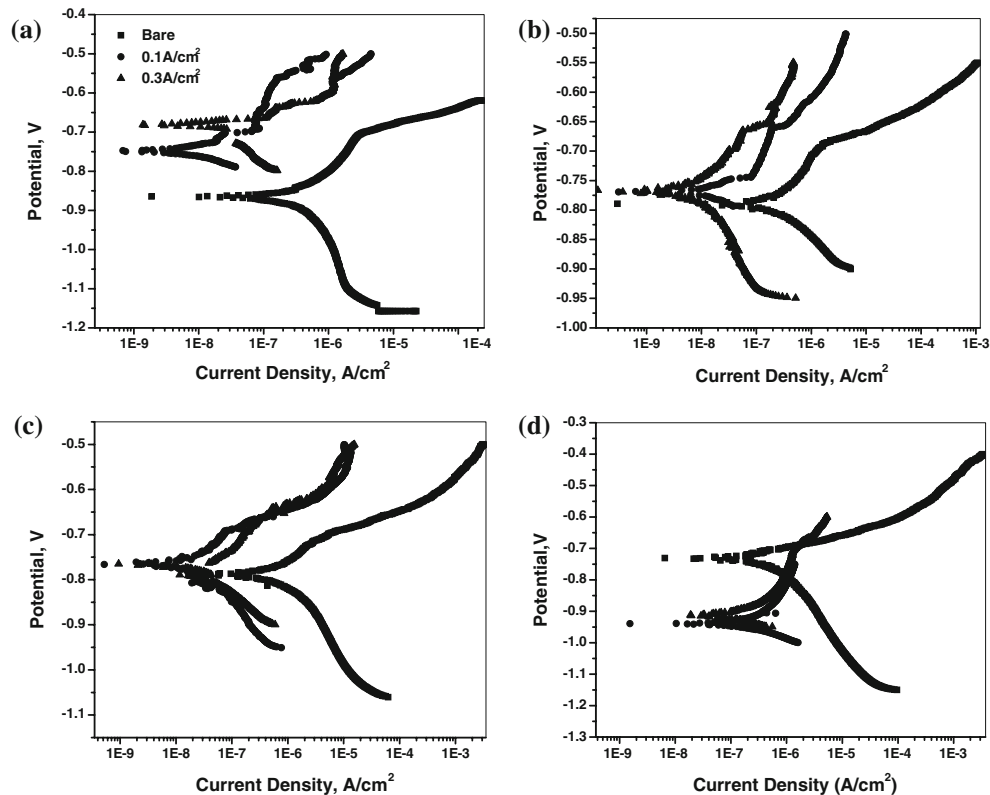 (a)
Bare
0.1A/cm²
0.3A/cm²
-0.4
-0.5
-0.6
-0.7
-0.8
-0.9
-1.0
-1.1
-1.2
Potential, V
1E-9 1E-8 1E-7 1E-6 1E-5 1E-4
Current Density, A/cm²
(b)
-0.50
-0.55
-0.60
-0.65
-0.70
-0.75
-0.80
-0.85
-0.90
-0.95
-1.00
Potential, V
1E-9 1E-8 1E-7 1E-6 1E-5 1E-4 1E-3
Current Density, A/cm²
(c)
-0.5
-0.6
-0.7
-0.8
-0.9
-1.0
-1.1
Potential, V
1E-9 1E-8 1E-7 1E-6 1E-5 1E-4 1E-3
Current Density, A/cm²
(d)
-0.3
-0.4
-0.5
-0.6
-0.7
-0.8
-0.9
-1.0
-1.1
-1.2
-1.3
Potential,V
1E-9 1E-8 1E-7 1E-6 1E-5 1E-4 1E-3
Current Density (A/cm²)